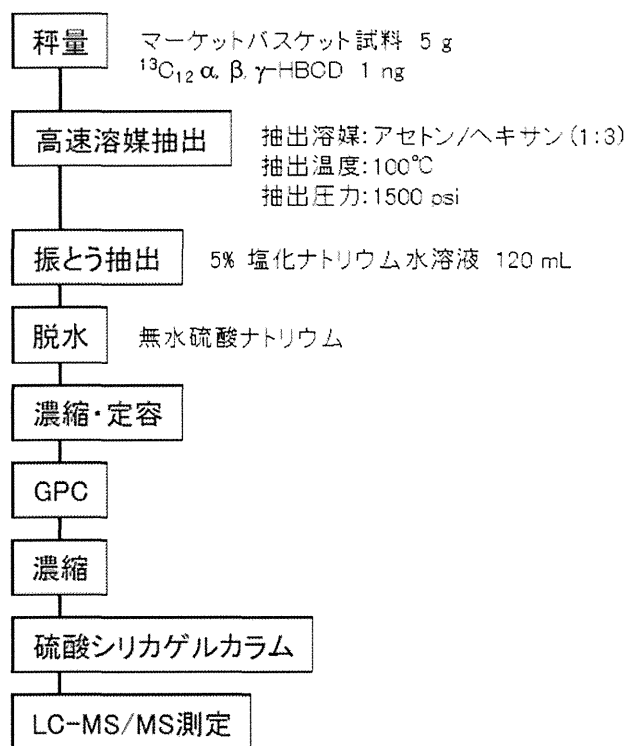 秤量
マーケットバスケット試料 5 g
¹³C₁₂ α, β, γ-HBCD 1 ng
高速溶媒抽出
抽出溶媒:アセトン/ヘキサン(1:3)
抽出温度:100℃
抽出圧力:1500 psi
振とう抽出
5% 塩化ナトリウム水溶液 120 mL
脱水
無水硫酸ナトリウム
濃縮・定容
GPC
濃縮
硫酸シリカゲルカラム
LC-MS/MS測定